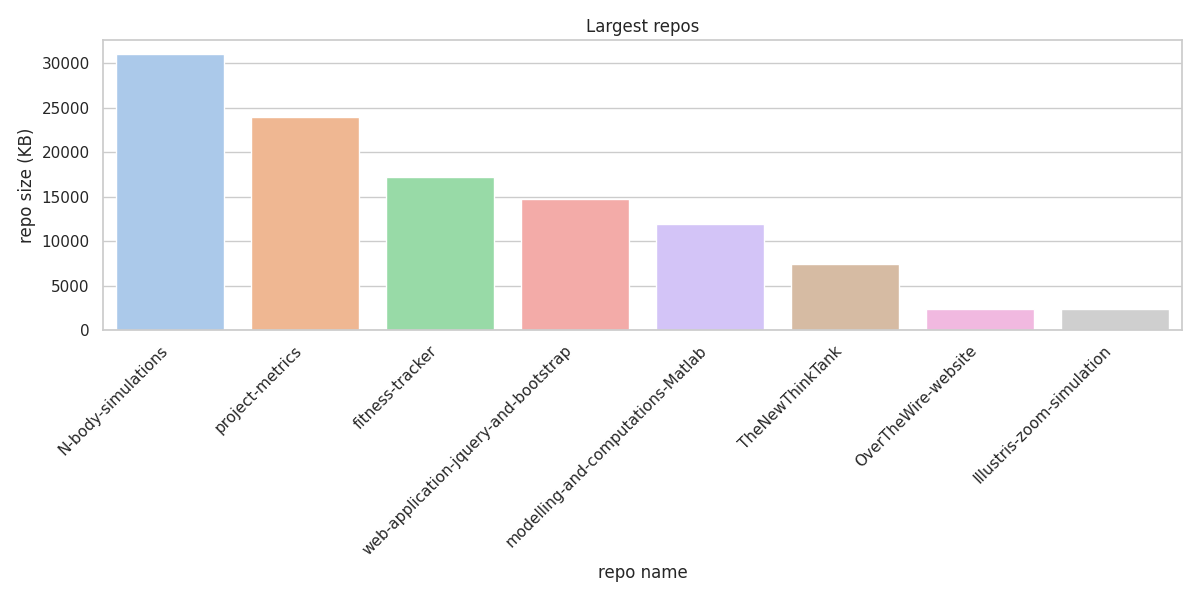 Largest repos
repo size (KB)
30000
25000
20000
15000
10000
5000
0
N-body-simulations
project-metrics
fitness-tracker
web-application-jquery-and-bootstrap
modelling-and-computations-Matlab
TheNewThinkTank
OverTheWire-website
Illustris-zoom-simulation
repo name